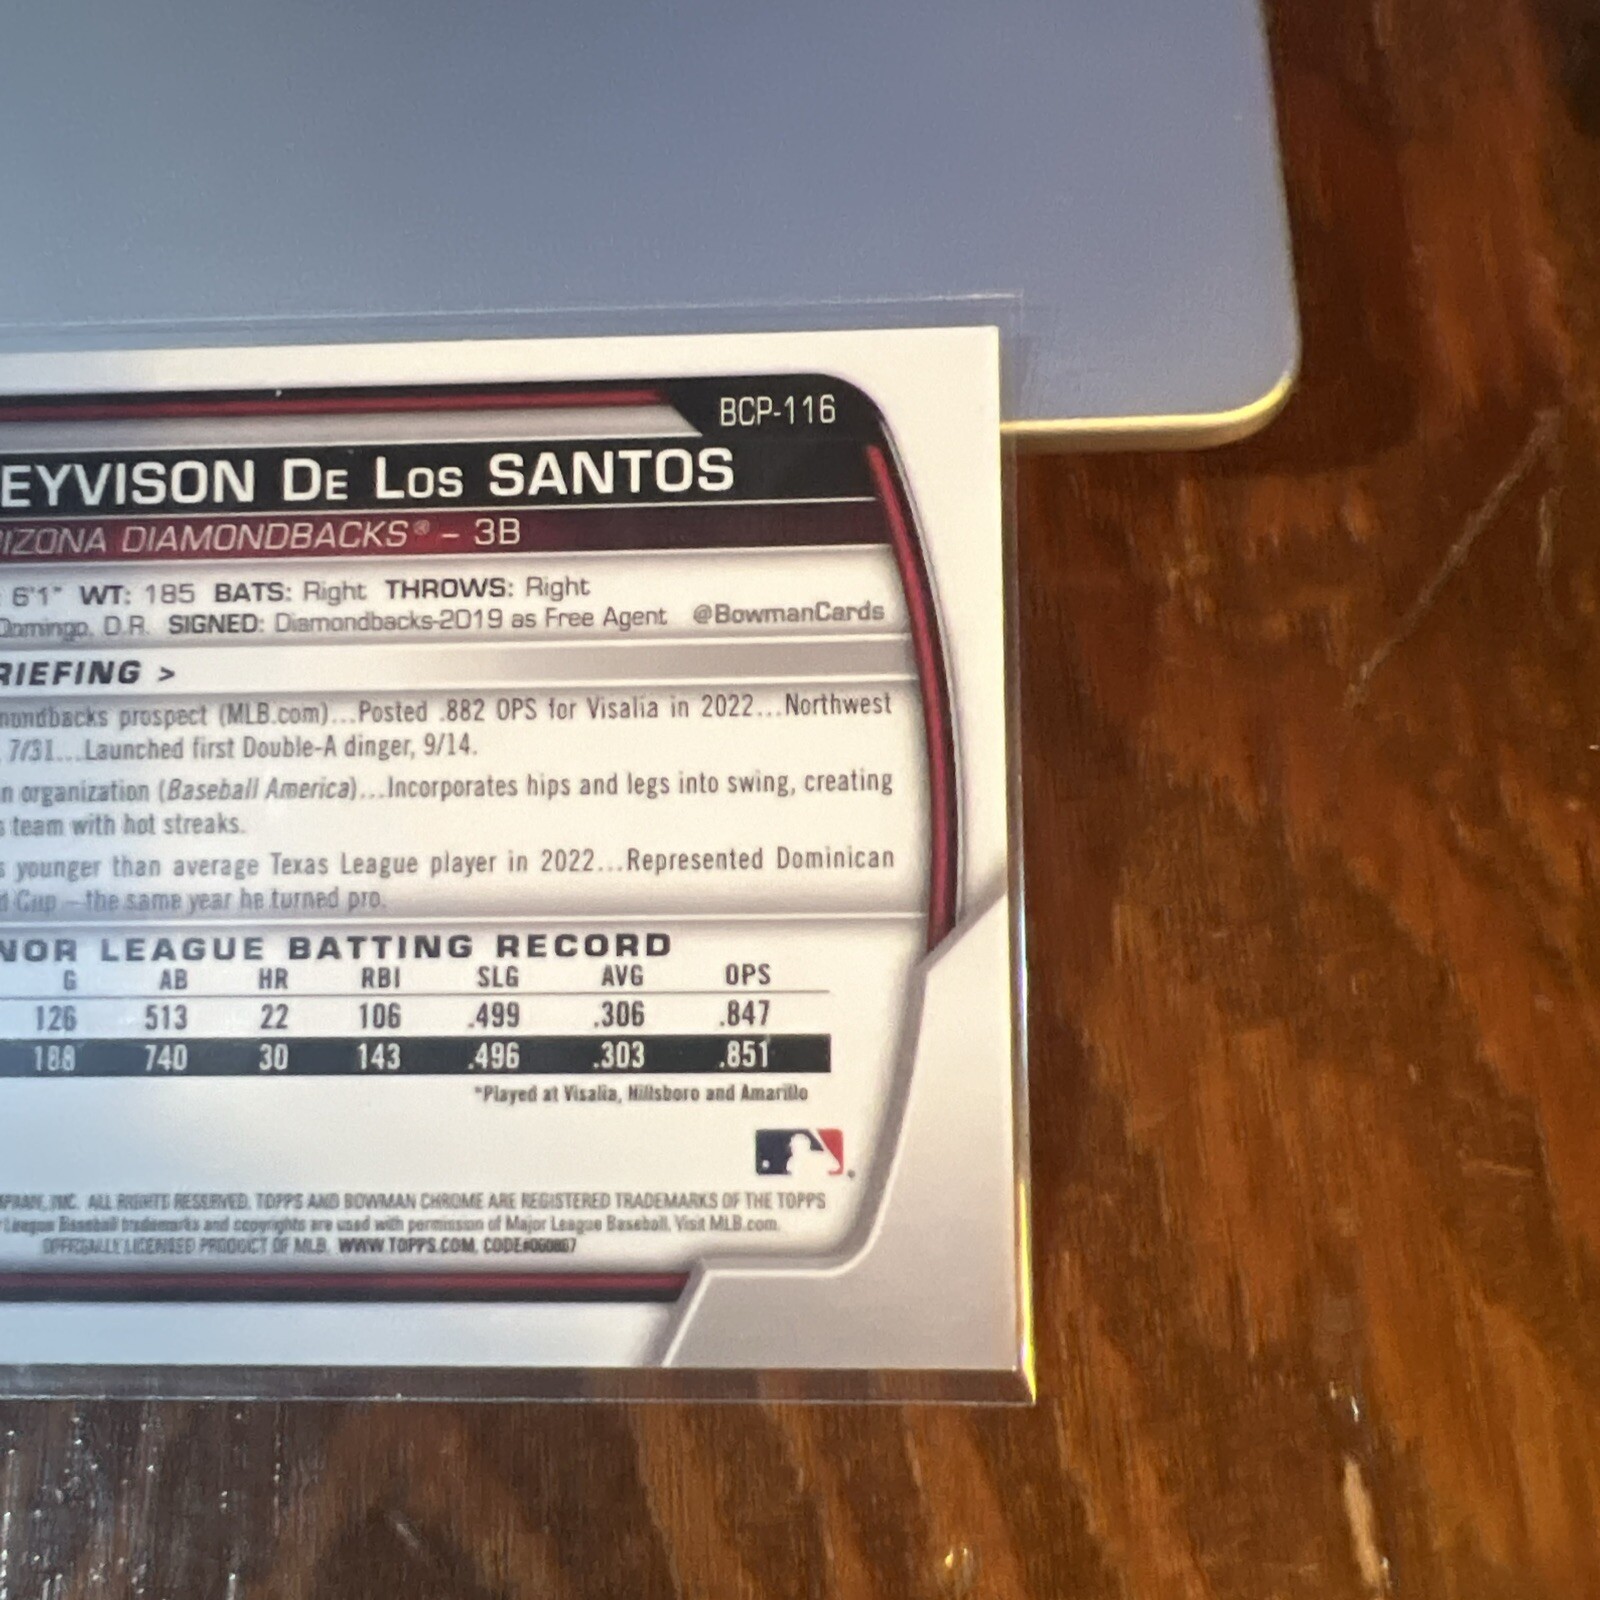 BCP-116
EYVISON DE LOS SANTOS
IZONA DIAMONDBACKS® – 3B
: 6'1" WT: 185 BATS: Right THROWS: Right
Domingo, D.R. SIGNED: Diamondbacks-2019 as Free Agent @BowmanCards
RIEFING >
mondbacks prospect (MLB.com)...Posted .882 OPS for Visalia in 2022...Northwest
, 7/31....Launched first Double-A dinger, 9/14.
n organization (Baseball America)...Incorporates hips and legs into swing, creating
s team with hot streaks.
s younger than average Texas League player in 2022...Represented Dominican
d Cup—the same year he turned pro.
NOR LEAGUE BATTING RECORD
G AB HR RBI SLG AVG OPS
126 513 22 106 .499 .306 .847
188 740 30 143 .496 .303 .851
*Played at Visalia, Hillsboro and Amarillo
INC. ALL RIGHTS RESERVED. TOPPS AND BOWMAN CHROME ARE REGISTERED TRADEMARKS OF THE TOPPS
League Baseball trademarks and copyrights are used with permission of Major League Baseball. Visit MLB.com.
OFFICIALLY LICENSED PRODUCT OF MLB. WWW.TOPPS.COM.